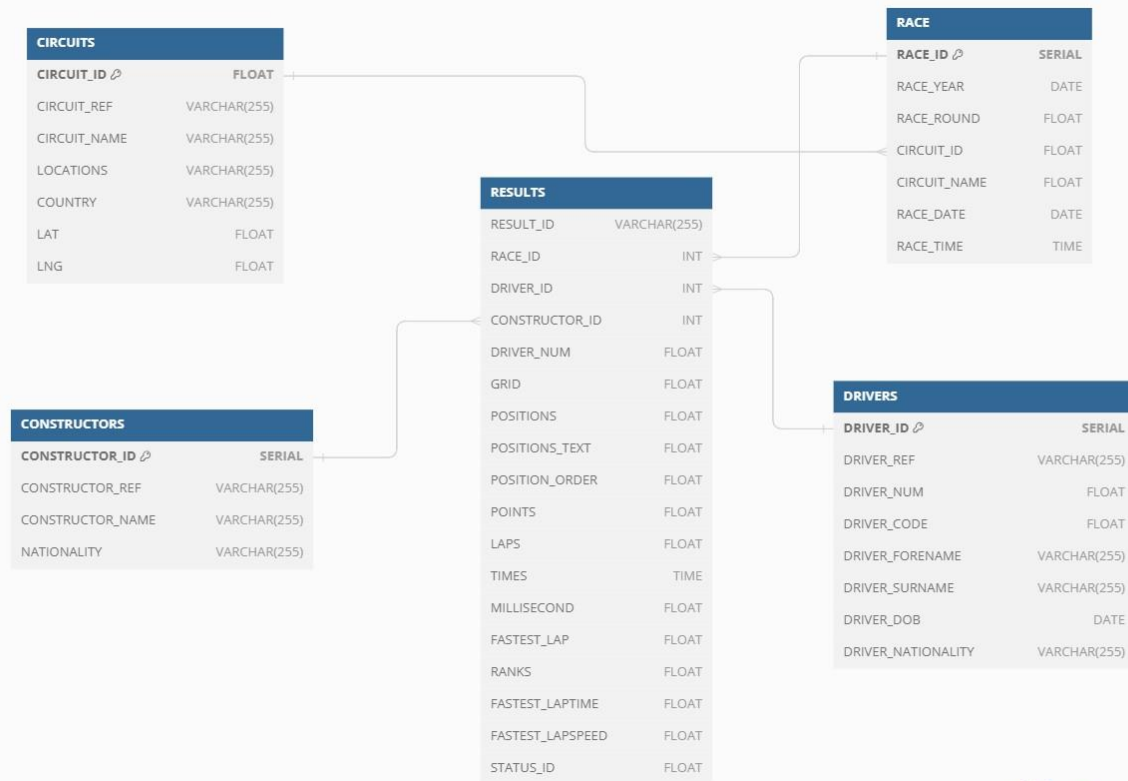 CIRCUITS
CIRCUIT_ID FLOAT
CIRCUIT_REF VARCHAR(255)
CIRCUIT_NAME VARCHAR(255)
LOCATIONS VARCHAR(255)
COUNTRY VARCHAR(255)
LAT FLOAT
LNG FLOAT
RACE
RACE_ID SERIAL
RACE_YEAR DATE
RACE_ROUND FLOAT
CIRCUIT_ID FLOAT
CIRCUIT_NAME FLOAT
RACE_DATE DATE
RACE_TIME TIME
RESULTS
RESULT_ID VARCHAR(255)
RACE_ID INT
DRIVER_ID INT
CONSTRUCTOR_ID INT
DRIVER_NUM FLOAT
GRID FLOAT
POSITIONS FLOAT
POSITIONS_TEXT FLOAT
POSITION_ORDER FLOAT
POINTS FLOAT
LAPS FLOAT
TIMES TIME
MILLISECOND FLOAT
FASTEST_LAP FLOAT
RANKS FLOAT
FASTEST_LAPTIME FLOAT
FASTEST_LAPSPEED FLOAT
STATUS_ID FLOAT
CONSTRUCTORS
CONSTRUCTOR_ID SERIAL
CONSTRUCTOR_REF VARCHAR(255)
CONSTRUCTOR_NAME VARCHAR(255)
NATIONALITY VARCHAR(255)
DRIVERS
DRIVER_ID SERIAL
DRIVER_REF VARCHAR(255)
DRIVER_NUM FLOAT
DRIVER_CODE FLOAT
DRIVER_FORENAME VARCHAR(255)
DRIVER_SURNAME VARCHAR(255)
DRIVER_DOB DATE
DRIVER_NATIONALITY VARCHAR(255)